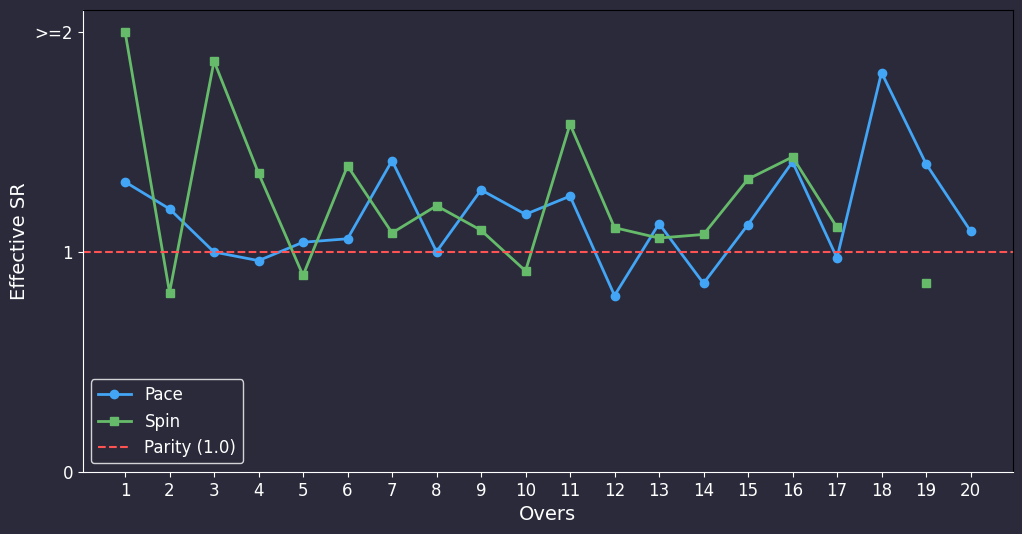 Effective SR
>=2
1
0
Pace
Spin
Parity (1.0)
1 2 3 4 5 6 7 8 9 10 11 12 13 14 15 16 17 18 19 20
Overs